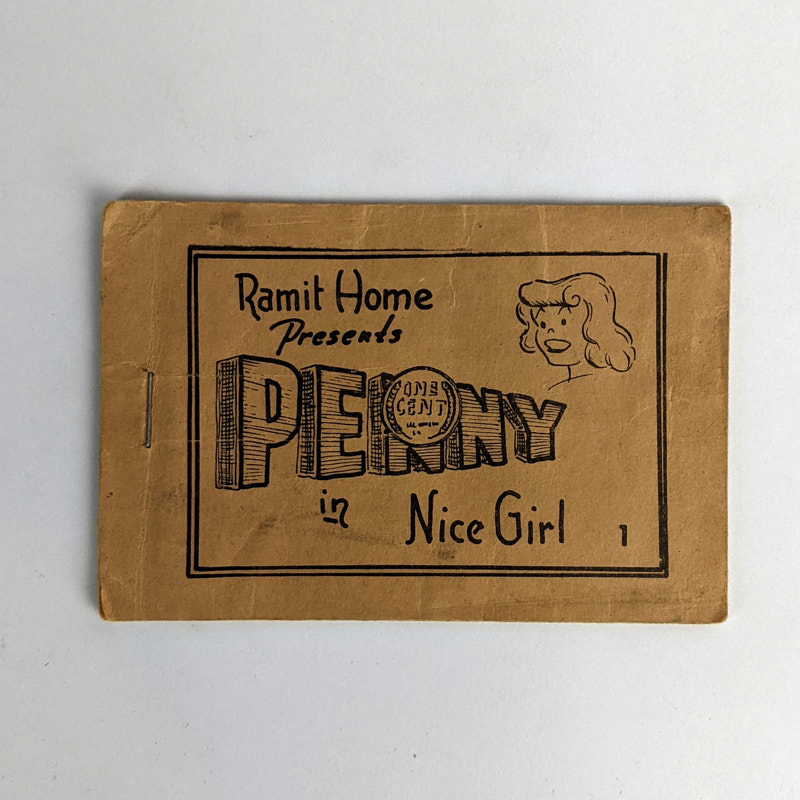 Ramit Home
Presents
PENNY
ONE
CENT
in
Nice Girl
1